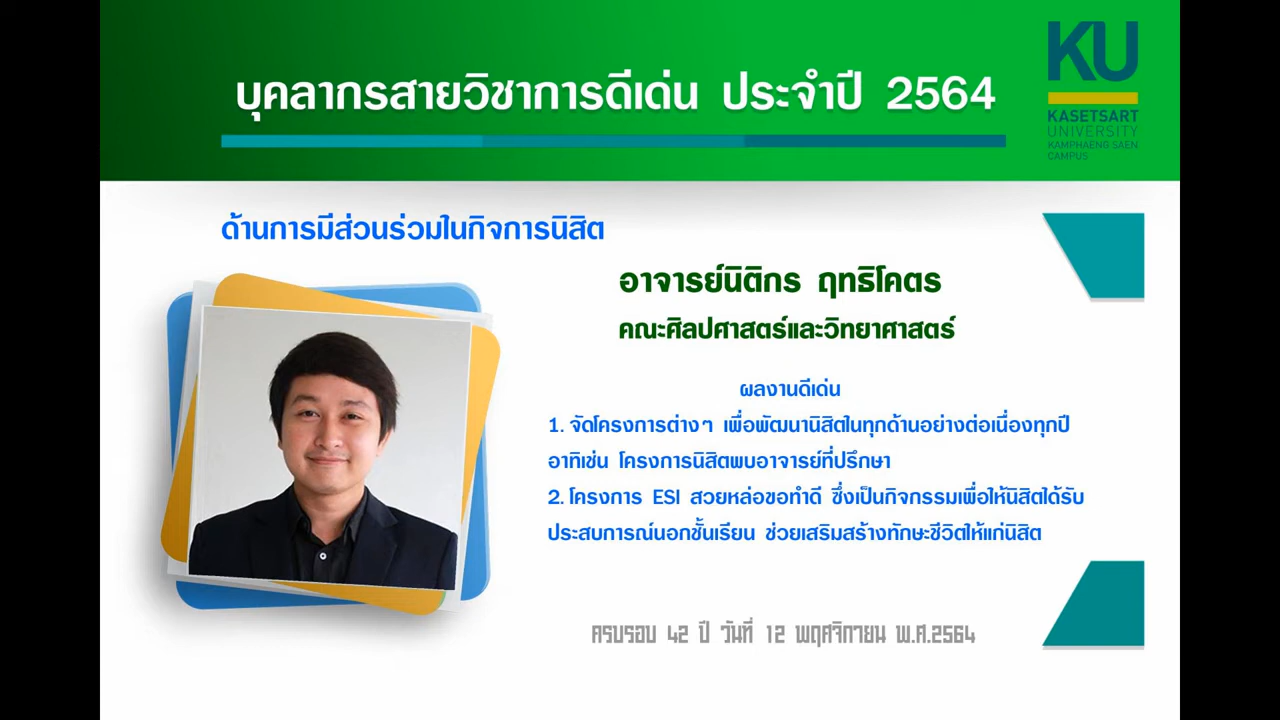 บุคลากรสายวิชาการดีเด่น ประจำปี 2564
KU
KASETSART
UNIVERSITY
KAMPHAENG SAEN
CAMPUS
ด้านการมีส่วนร่วมในกิจการนิสิต
อาจารย์นิติกร ฤทธิโคตร
คณะศิลปศาสตร์และวิทยาศาสตร์
ผลงานดีเด่น
1. จัดโครงการต่างๆ เพื่อพัฒนานิสิตในทุกด้านอย่างต่อเนื่องทุกปี
อาทิเช่น โครงการนิสิตพบอาจารย์ที่ปรึกษา
2. โครงการ ESI สวยหล่อขอทำดี ซึ่งเป็นกิจกรรมเพื่อให้นิสิตได้รับ
ประสบการณ์นอกชั้นเรียน ช่วยเสริมสร้างทักษะชีวิตให้แก่นิสิต
ครบรอบ 42 ปี วันที่ 12 พฤศจิกายน พ.ศ.2564